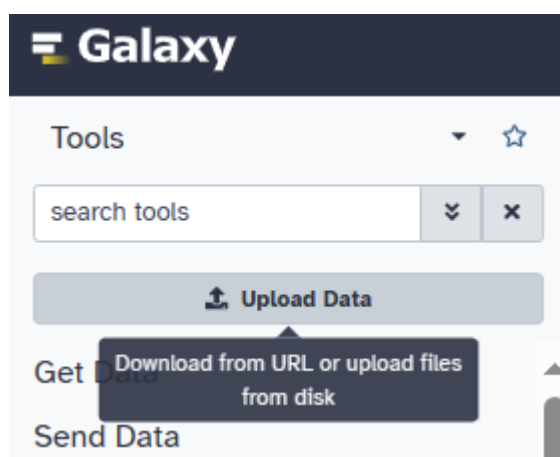 Galaxy
Tools
search tools
Upload Data
Download from URL or upload files
from disk
Get Data
Send Data